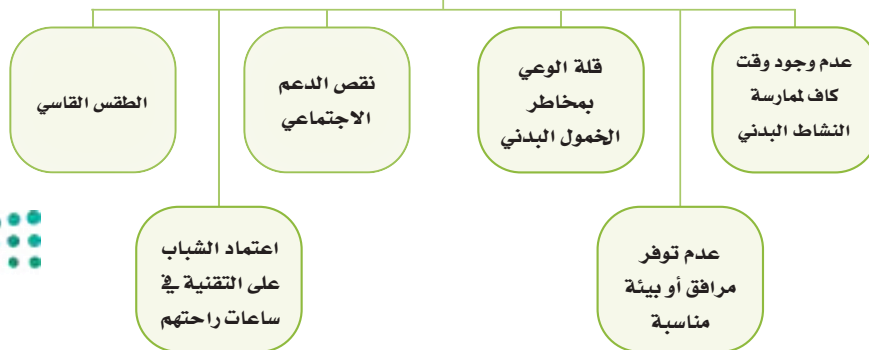 عدم وجود وقت
كاف لممارسة
النشاط البدني
قلة الوعي
بمخاطر
الخمول البدني
نقص الدعم
الاجتماعي
الطقس القاسي
عدم توفر
مرافق أو بيئة
مناسبة
اعتماد الشباب
على التقنية في
ساعات راحتهم